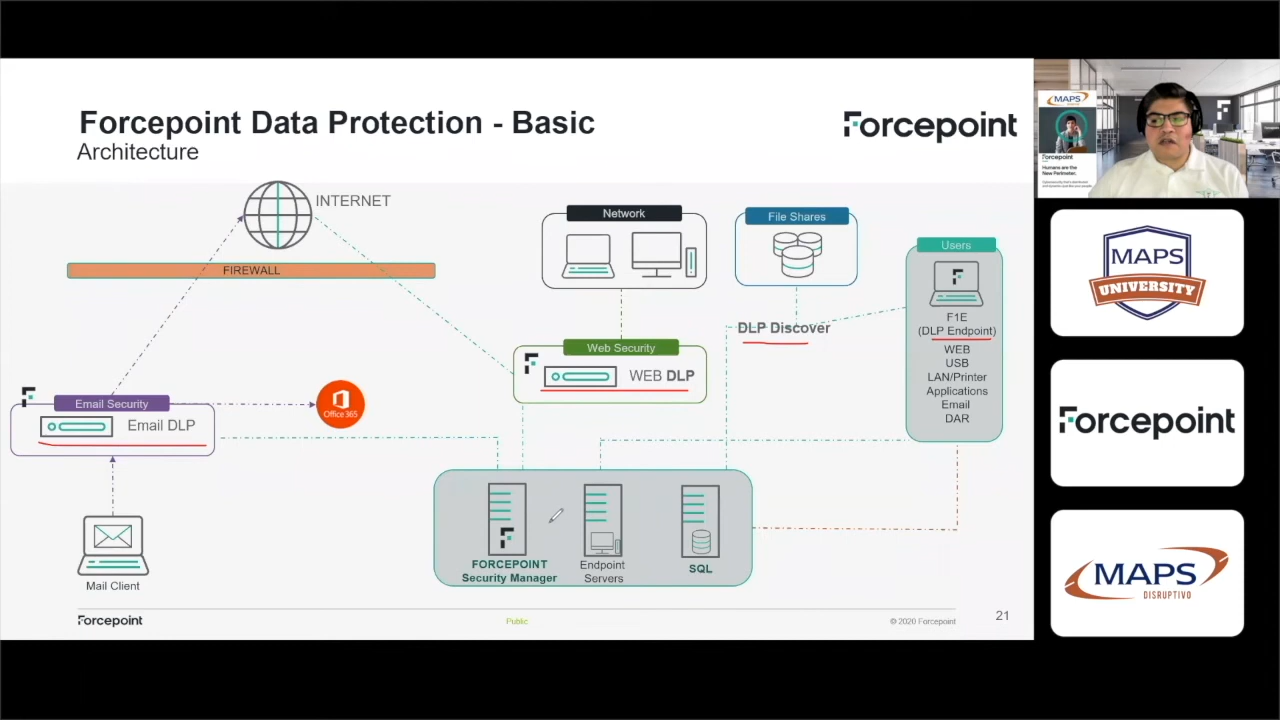 Forcepoint Data Protection - Basic
Architecture
Forcepoint
INTERNET
FIREWALL
Network
File Shares
Users
F1E
(DLP Endpoint)
WEB
USB
LAN/Printer
Applications
Email
DAR
DLP Discover
Web Security
WEB DLP
Email Security
Email DLP
Office 365
Mail Client
FORCEPOINT
Security Manager
Endpoint
Servers
SQL
Forcepoint
Public
© 2020 Forcepoint
21
MAPS
Forcepoint
Humans are the
New Perimeter.
MAPS
UNIVERSITY
Forcepoint
MAPS
DISRUPTIVO